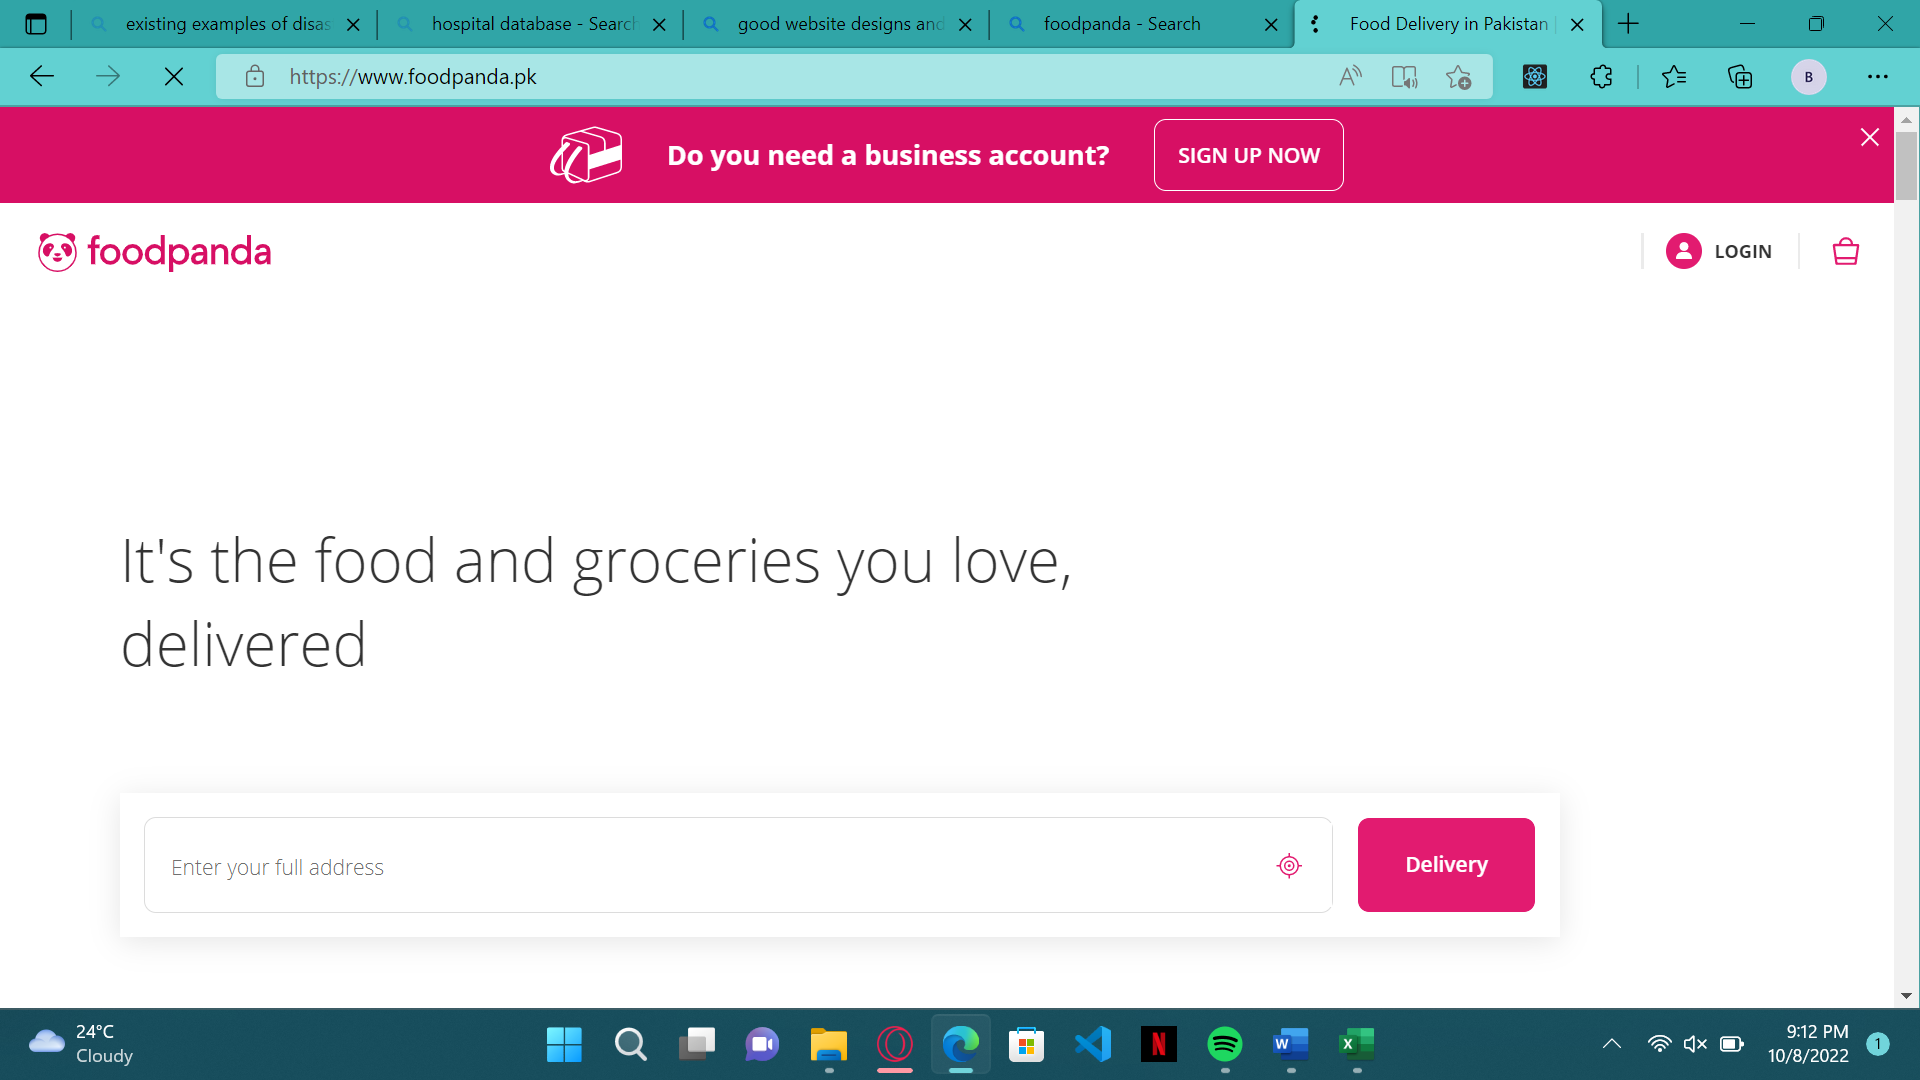 existing examples of disas
hospital database - Search
good website designs and
foodpanda - Search
Food Delivery in Pakistan
https://www.foodpanda.pk
B
Do you need a business account?
SIGN UP NOW
foodpanda
LOGIN
It's the food and groceries you love,
delivered
Enter your full address
Delivery
24°C
Cloudy
9:12 PM
10/8/2022
1